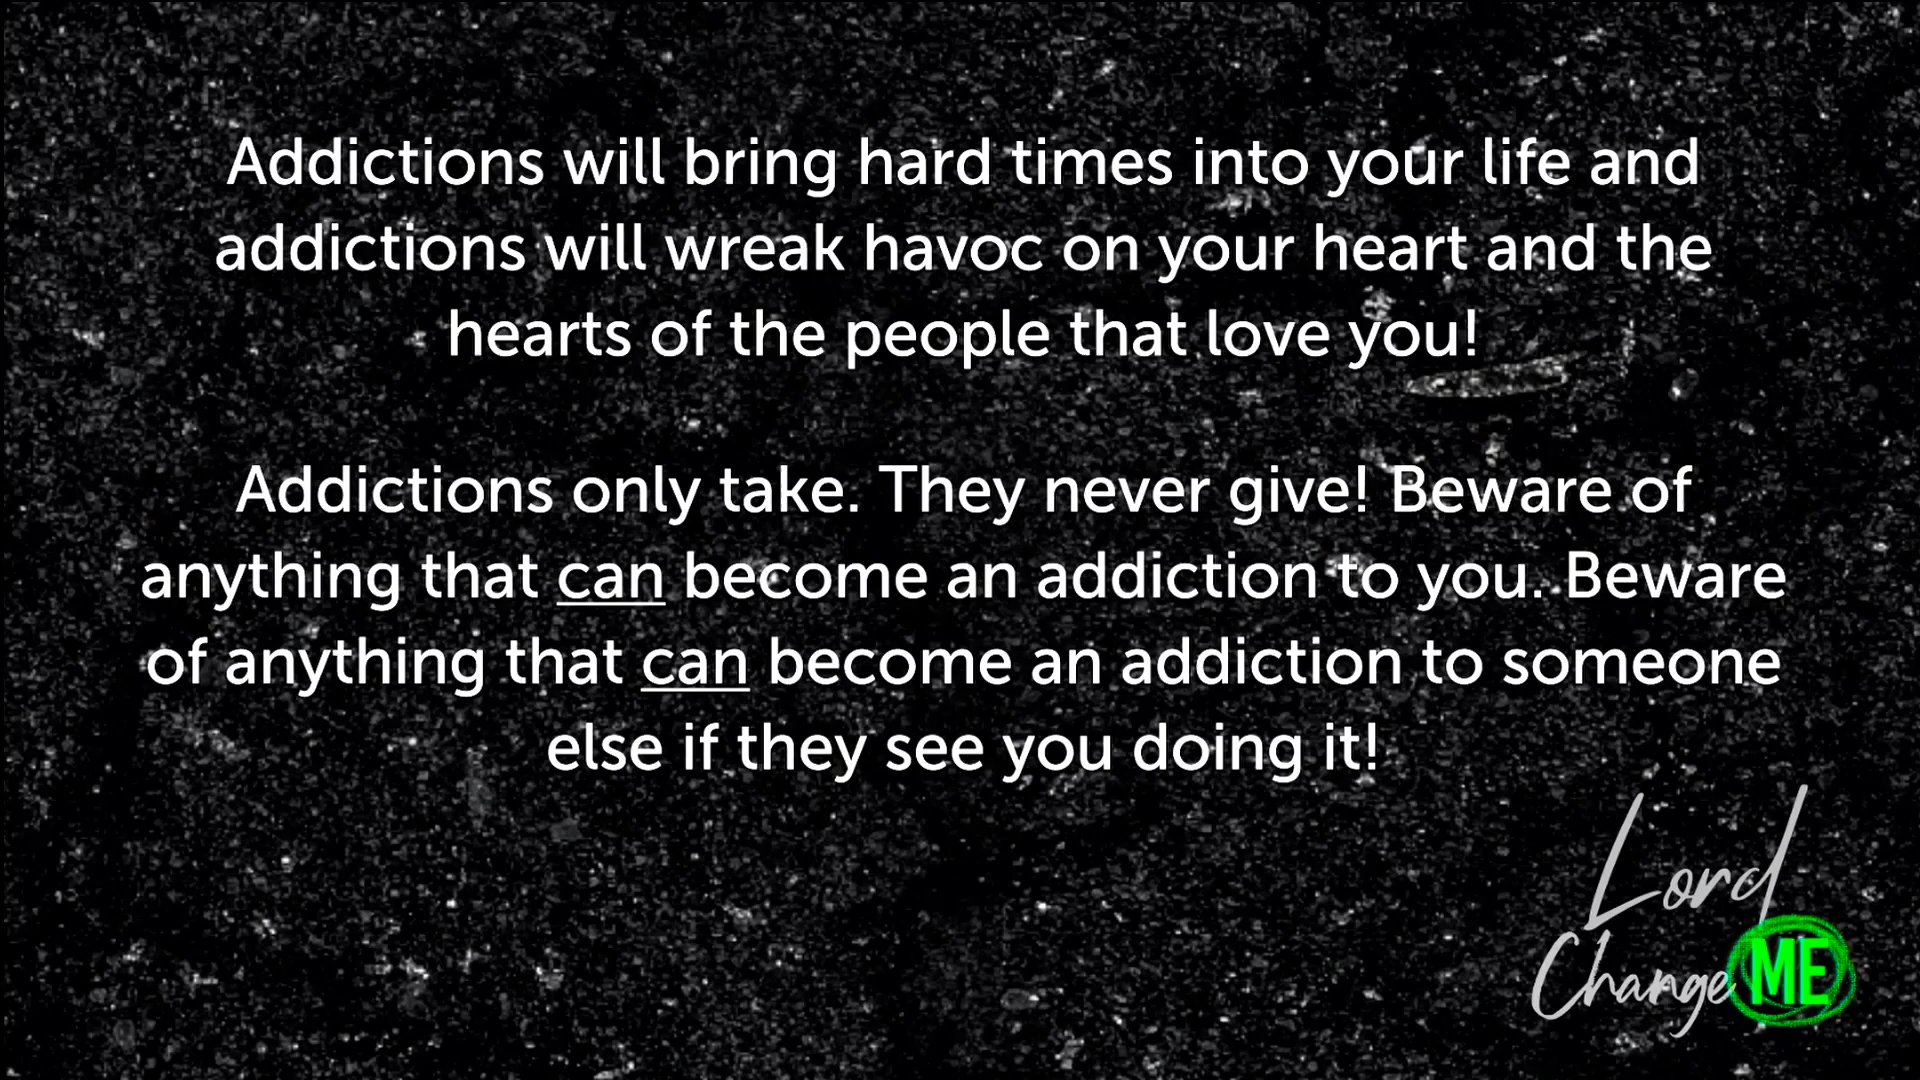 Addictions will bring hard times into your life and
addictions will wreak havoc on your heart and the
hearts of the people that love you!
Addictions only take. They never give! Beware of
anything that can become an addiction to you. Beware
of anything that can become an addiction to someone
else if they see you doing it!
Lord
Change ME